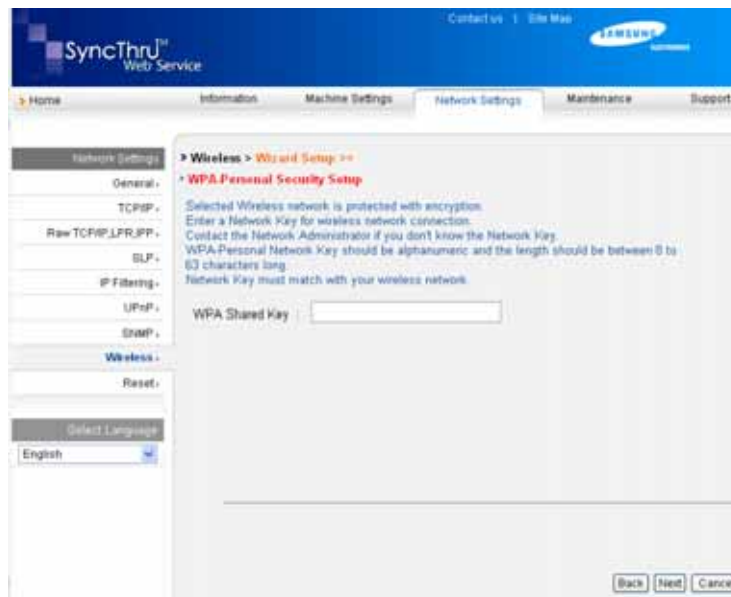 Contact us | Site Map
SAMSUNG
ELECTRONICS
SyncThru™
Web Service
Home
Information
Machine Settings
Network Settings
Maintenance
Support
Network Settings
General
TCP/IP
Raw TCP/IP,LPR,IPP
SLP
IP Filtering
UPnP
SNMP
Wireless
Reset
Select Language
English
Wireless > Wizard Setup >>
WPA-Personal Security Setup
Selected Wireless network is protected with encryption.
Enter a Network Key for wireless network connection.
Contact the Network Administrator if you don't know the Network Key.
WPA-Personal Network Key should be alphanumeric and the length should be between 8 to
63 characters long.
Network Key must match with your wireless network.
WPA Shared Key :
Back Next Cance